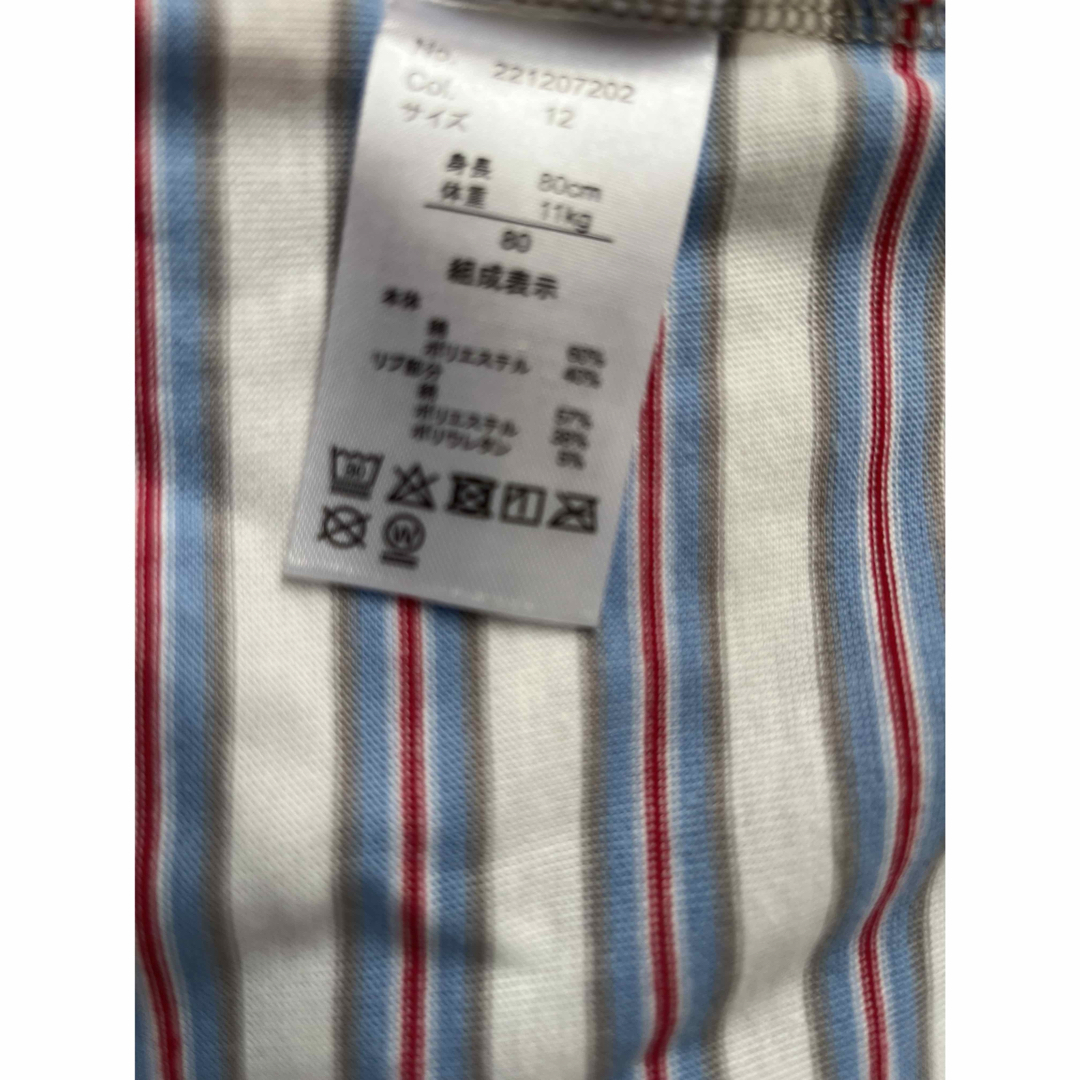 No. 221207202
Col. 12
サイズ
身長 80cm
体重 11kg
80
組成表示
本体
綿 60%
ポリエステル 40%
リブ部分
綿 57%
ポリエステル 38%
ポリウレタン 5%
W